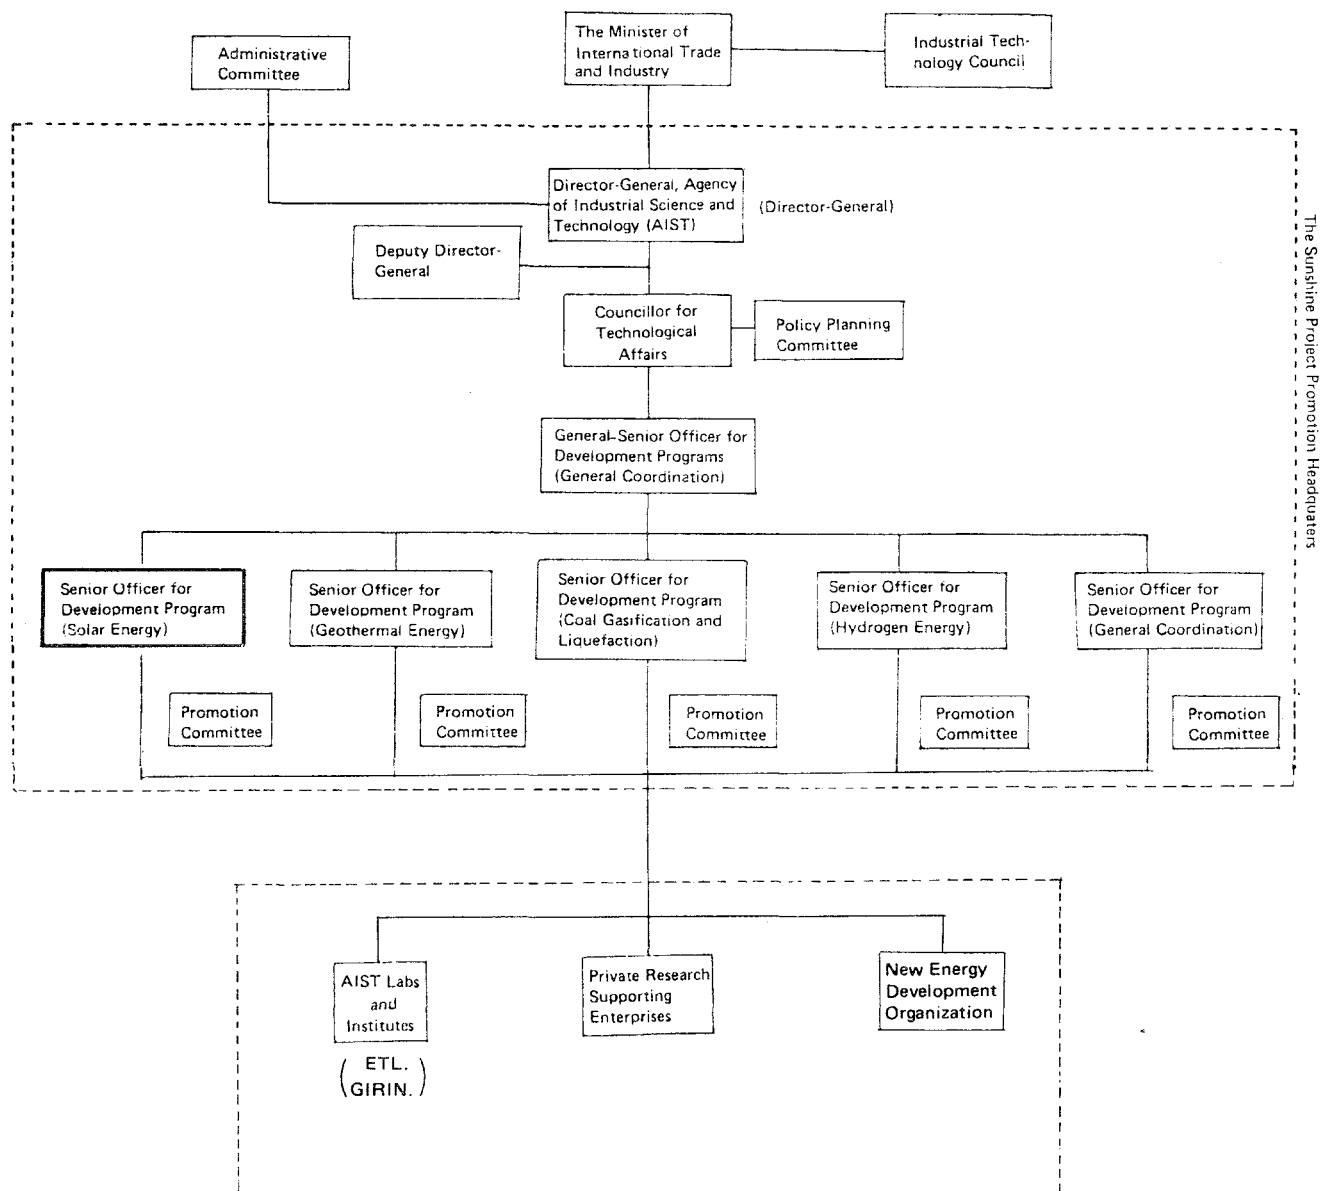 Administrative
Committee
The Minister of
International Trade
and Industry
Industrial Tech-
nology Council
Director-General, Agency
of Industrial Science and
Technology (AIST)
(Director-General)
Deputy Director-
General
Councillor for
Technological
Affairs
Policy Planning
Committee
The Sunshine Project Promotion Headquaters
General-Senior Officer for
Development Programs
(General Coordination)
Senior Officer for
Development Program
(Solar Energy)
Senior Officer for
Development Program
(Geothermal Energy)
Senior Officer for
Development Program
(Coal Gasification and
Liquefaction)
Senior Officer for
Development Program
(Hydrogen Energy)
Senior Officer for
Development Program
(General Coordination)
Promotion
Committee
Promotion
Committee
Promotion
Committee
Promotion
Committee
Promotion
Committee
AIST Labs
and
Institutes
(ETL.
GIRIN.)
Private Research
Supporting
Enterprises
New Energy
Development
Organization